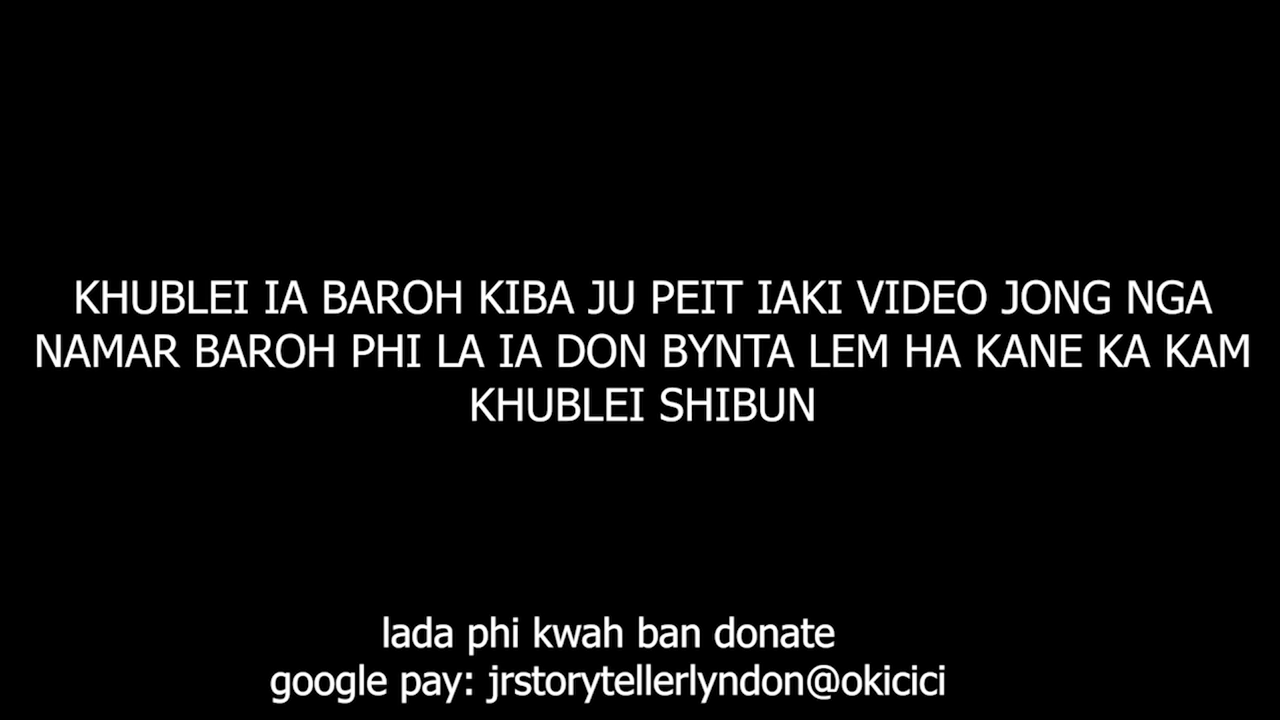 KHUBLEI IA BAROH KIBA JU PEIT IAKI VIDEO JONG NGA
NAMAR BAROH PHI LA IA DON BYNTA LEM HA KANE KA KAM
KHUBLEI SHIBUN
lada phi kwah ban donate
google pay: jrstorytellerlyndon@okicici